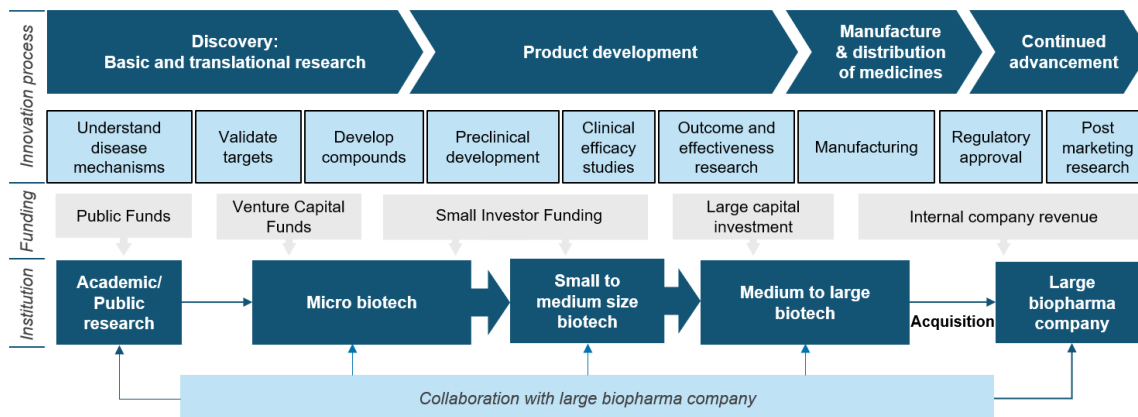 Innovation process
Discovery:
Basic and translational research
Product development
Manufacture
& distribution
of medicines
Continued
advancement
Understand
disease
mechanisms
Validate
targets
Develop
compounds
Preclinical
development
Clinical
efficacy
studies
Outcome and
effectiveness
research
Manufacturing
Regulatory
approval
Post
marketing
research
Funding
Public Funds
Venture Capital
Funds
Small Investor Funding
Large capital
investment
Internal company revenue
Institution
Academic/
Public
research
Micro biotech
Small to
medium size
biotech
Medium to large
biotech
Acquisition
Large
biopharma
company
Collaboration with large biopharma company